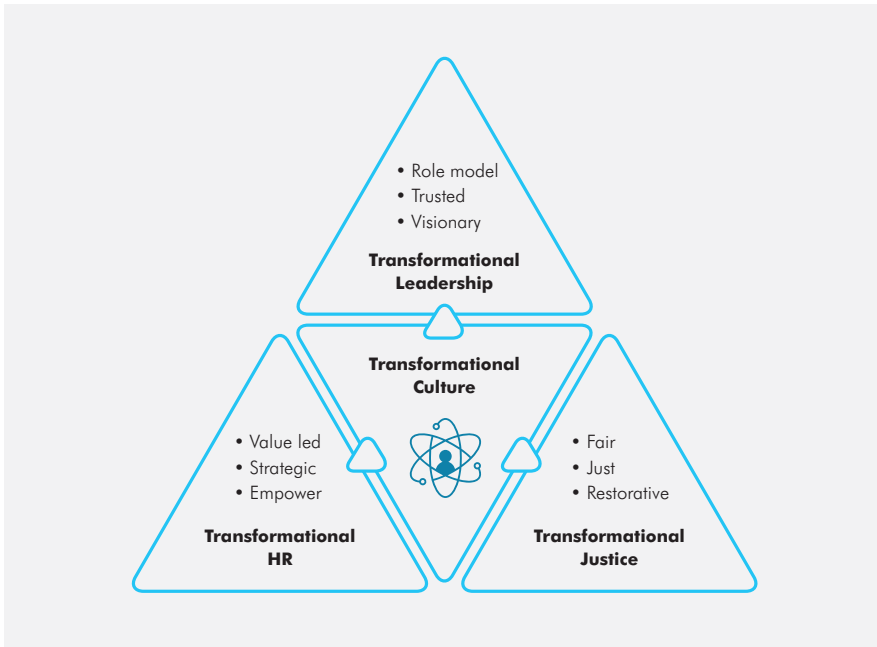 • Role model
• Trusted
• Visionary
Transformational
Leadership
Transformational
Culture
• Value led
• Strategic
• Empower
Transformational
HR
• Fair
• Just
• Restorative
Transformational
Justice